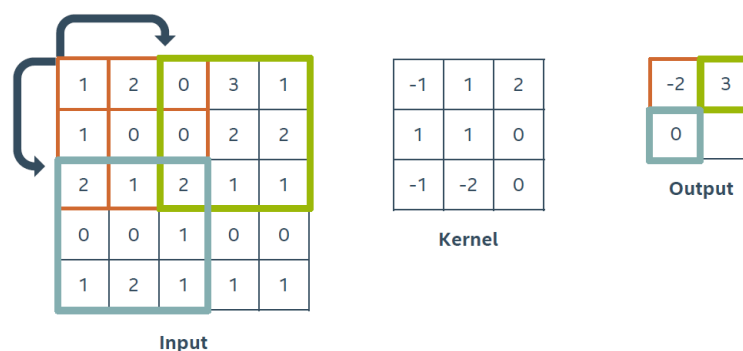 1 2 0 3 1 -1 1 2 -2 3
1 0 0 2 2 1 1 0 0
2 1 2 1 1 -1 -2 0 Output
0 0 1 0 0 Kernel
1 2 1 1 1
Input